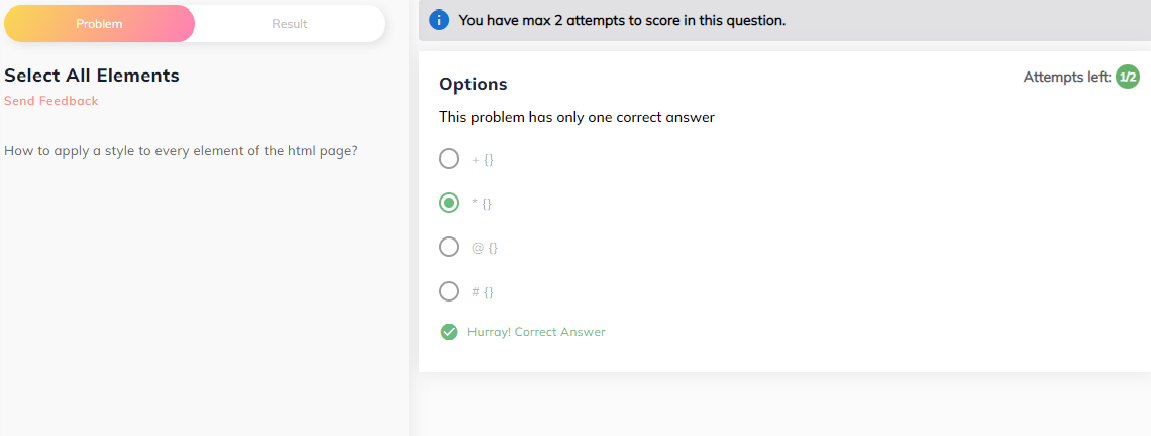 Problem
Result
Select All Elements
Send Feedback
How to apply a style to every element of the html page?
You have max 2 attempts to score in this question.
Options
Attempts left: 1/2
This problem has only one correct answer
+ {}
* {}
@ {}
# {}
Hurray! Correct Answer